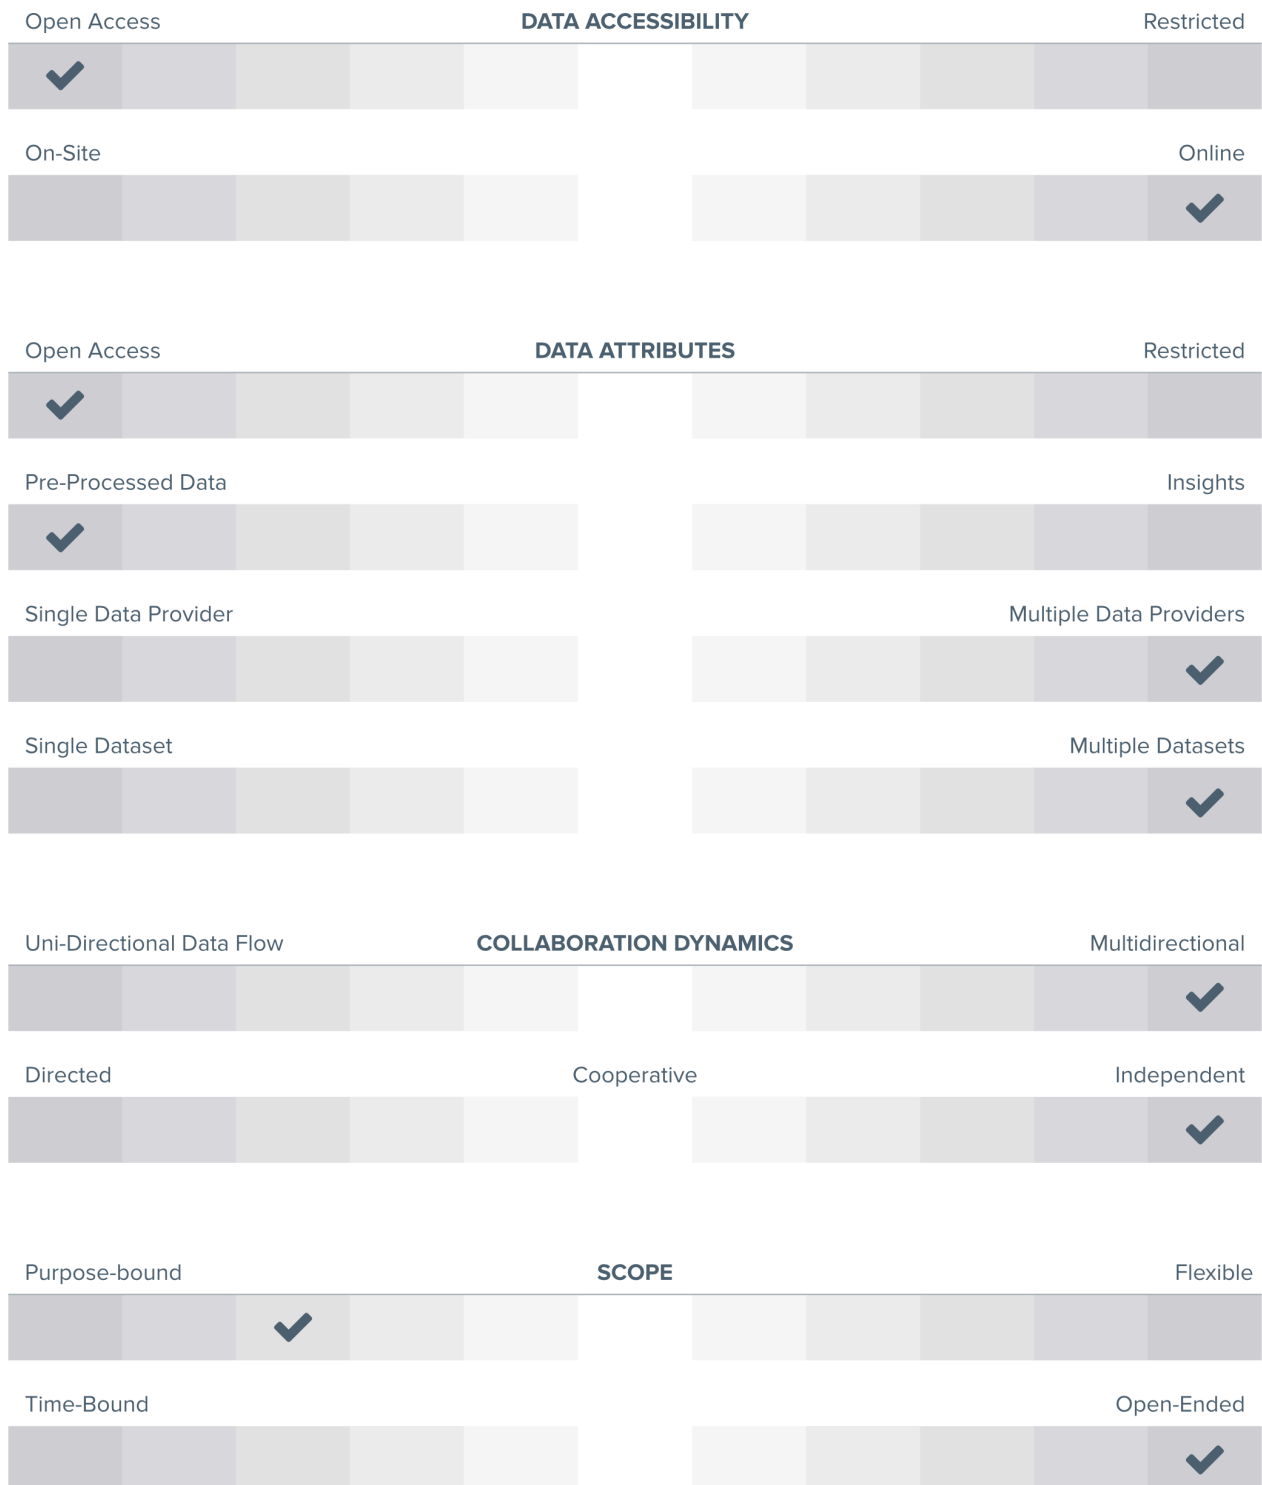 Open Access DATA ACCESSIBILITY Restricted
On-Site Online
Open Access DATA ATTRIBUTES Restricted
Pre-Processed Data Insights
Single Data Provider Multiple Data Providers
Single Dataset Multiple Datasets
Uni-Directional Data Flow COLLABORATION DYNAMICS Multidirectional
Directed Cooperative Independent
Purpose-bound SCOPE Flexible
Time-Bound Open-Ended